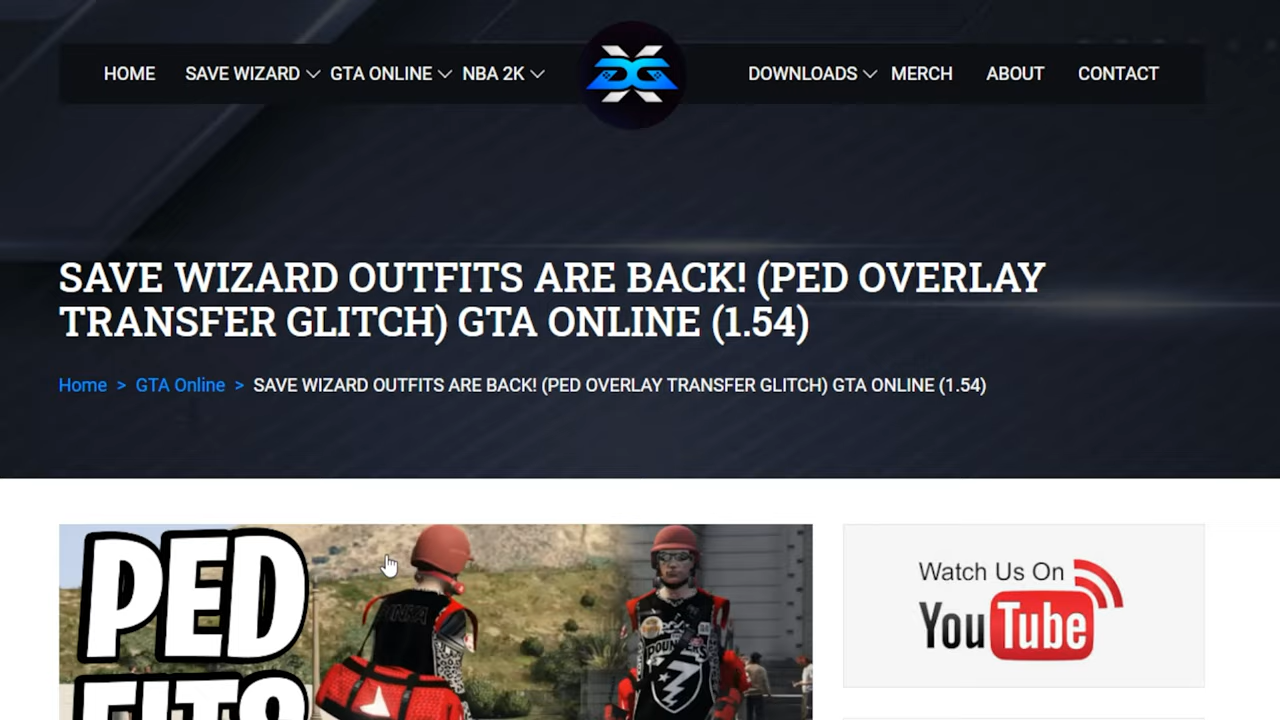 HOME SAVE WIZARD GTA ONLINE NBA 2K DOWNLOADS MERCH ABOUT CONTACT
SAVE WIZARD OUTFITS ARE BACK! (PED OVERLAY
TRANSFER GLITCH) GTA ONLINE (1.54)
Home > GTA Online > SAVE WIZARD OUTFITS ARE BACK! (PED OVERLAY TRANSFER GLITCH) GTA ONLINE (1.54)
PED
FITS
Watch Us On
YouTube